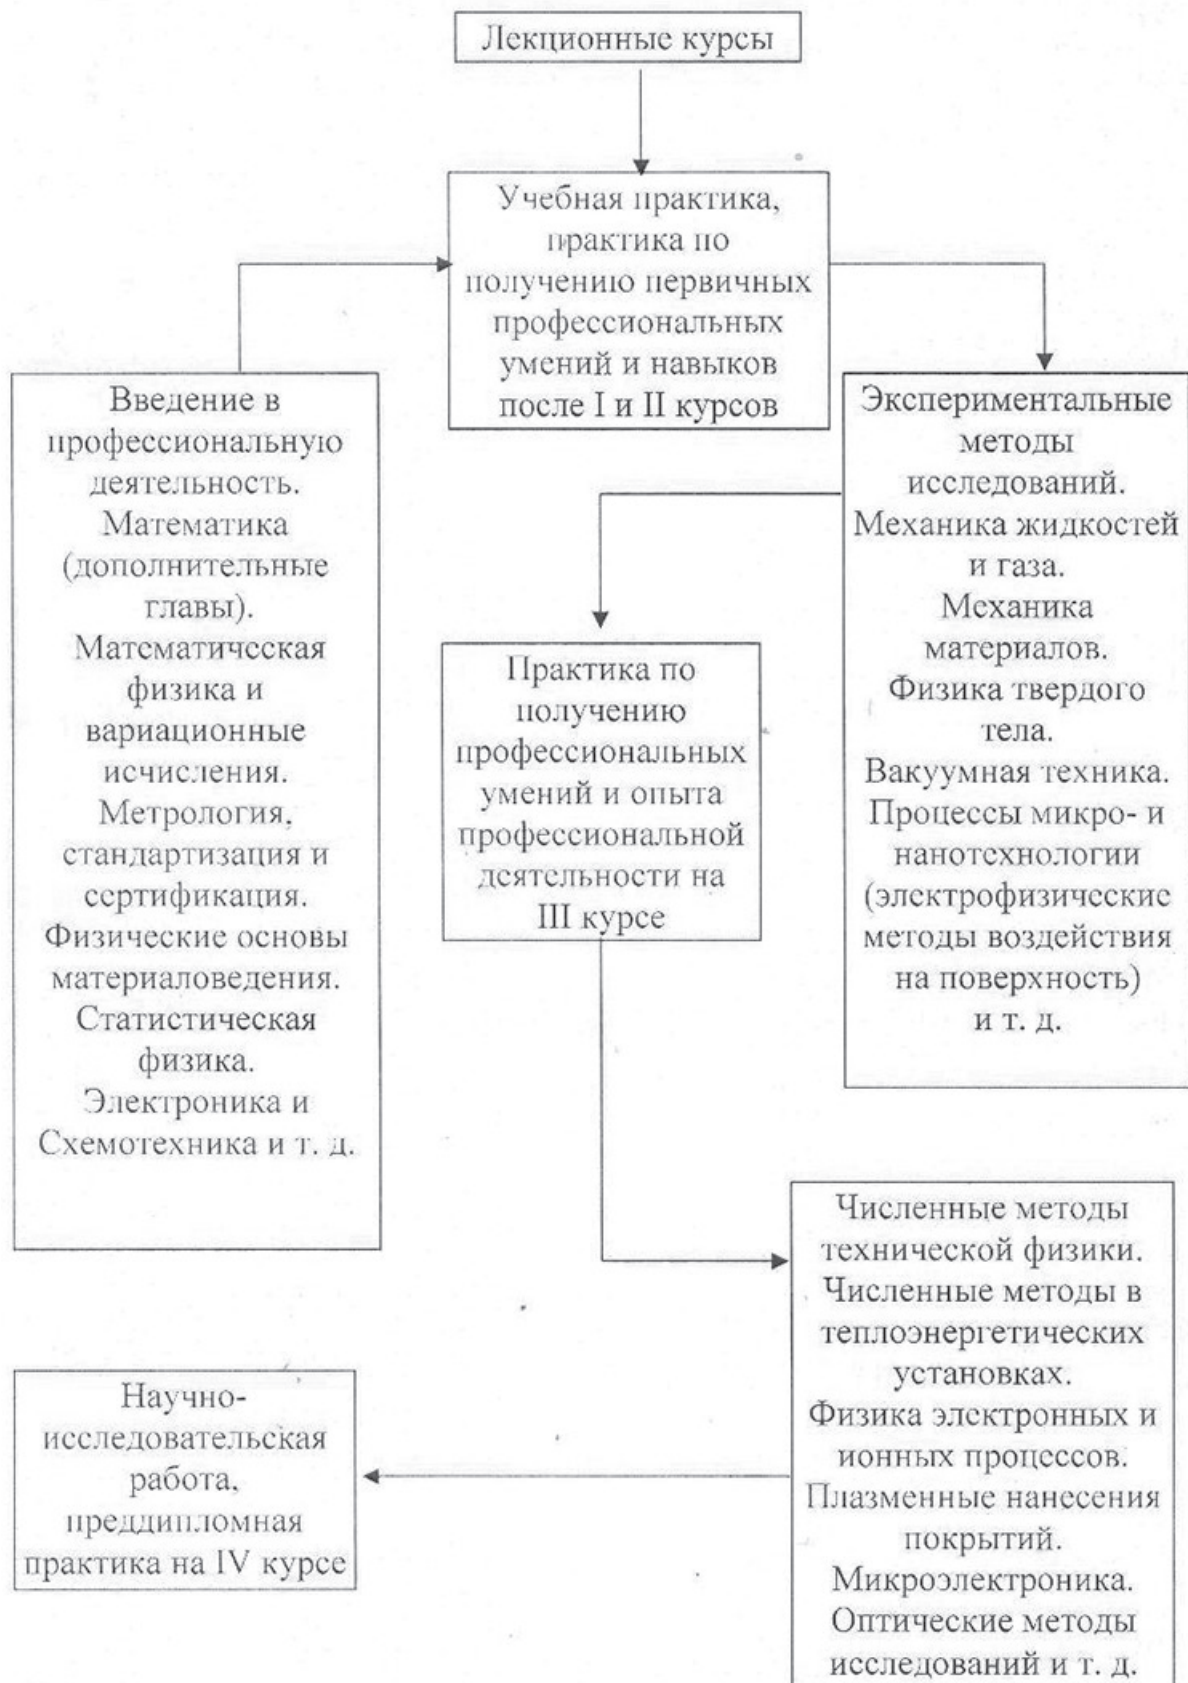 Лекционные курсы
Учебная практика,
практика по
получению первичных
профессиональных
умений и навыков
после I и II курсов
Введение в
профессиональную
деятельность.
Математика
(дополнительные
главы).
Математическая
физика и
вариационные
исчисления.
Метрология,
стандартизация и
сертификация.
Физические основы
материаловедения.
Статистическая
физика.
Электроника и
Схемотехника и т. д.
Экспериментальные
методы
исследований.
Механика жидкостей
и газа.
Механика
материалов.
Физика твердого
тела.
Вакуумная техника.
Процессы микро- и
нанотехнологии
(электрофизические
методы воздействия
на поверхность)
и т. д.
Практика по
получению
профессиональных
умений и опыта
профессиональной
деятельности на
III курсе
Численные методы
технической физики.
Численные методы в
теплоэнергетических
установках.
Физика электронных и
ионных процессов.
Плазменные нанесения
покрытий.
Микроэлектроника.
Оптические методы
исследований и т. д.
Научно-
исследовательская
работа,
преддипломная
практика на IV курсе